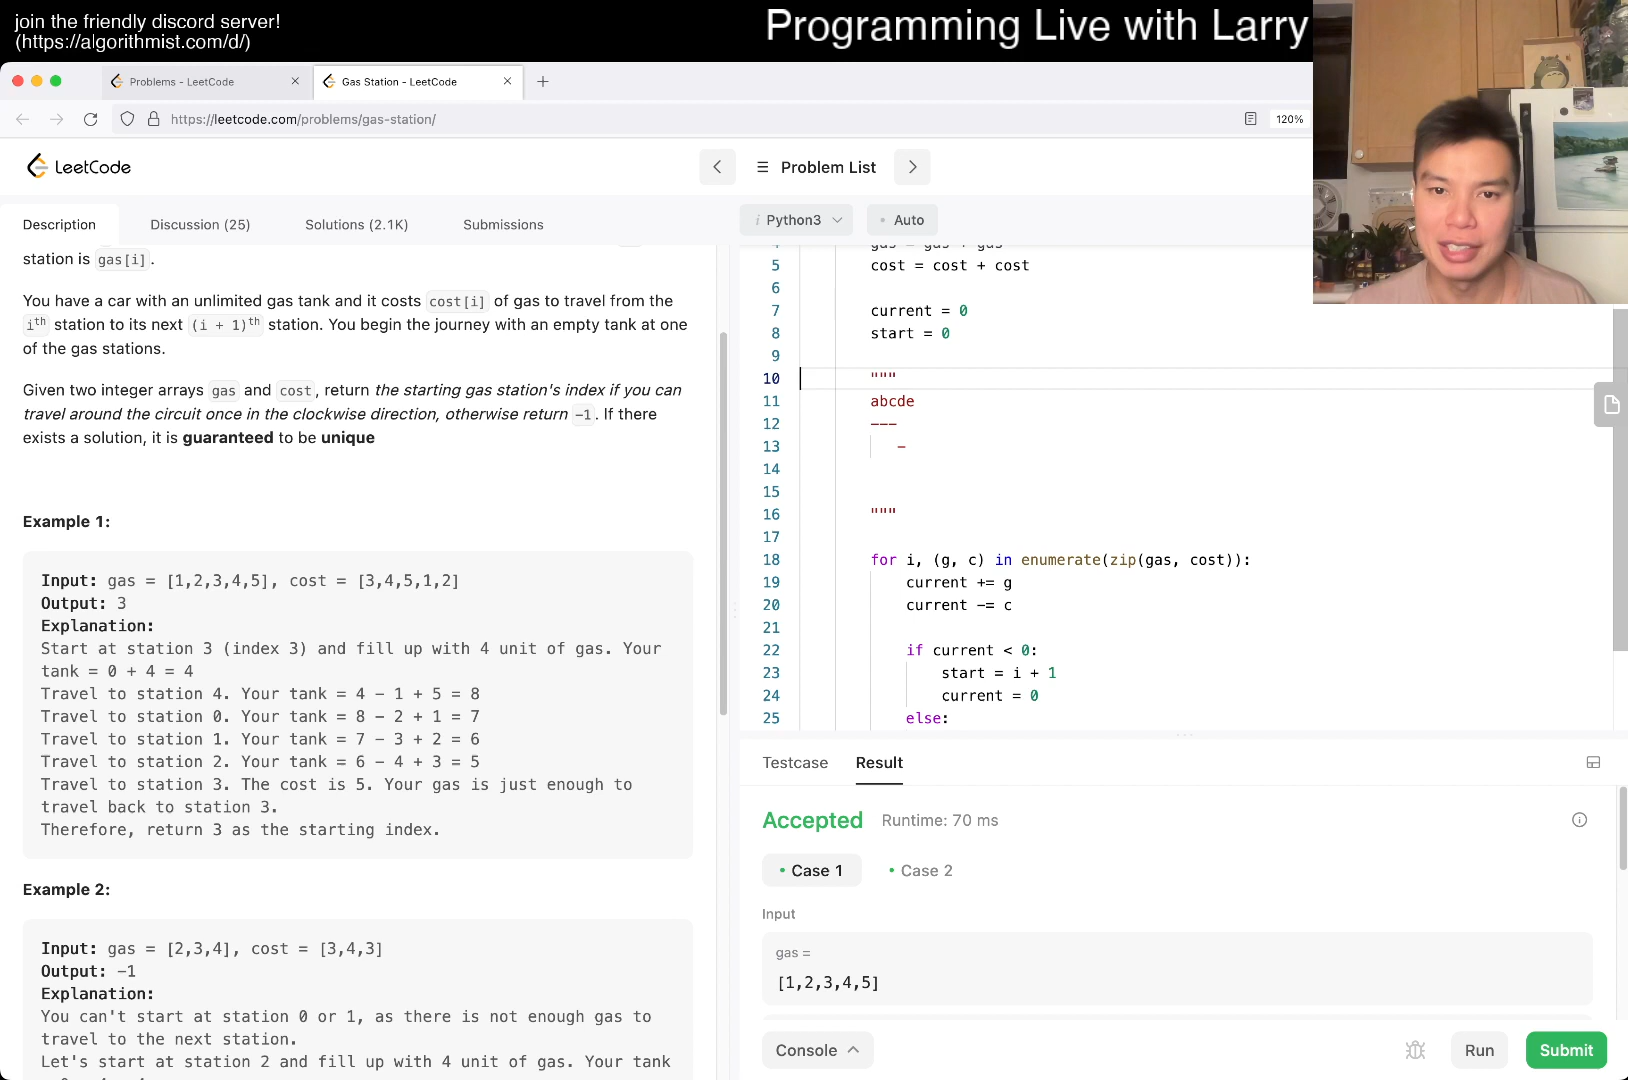 join the friendly discord server!
(https://algorithmist.com/d/)
Programming Live with Larry
Problems - LeetCode
Gas Station - LeetCode
https://leetcode.com/problems/gas-station/
120%
LeetCode
Problem List
Description
Discussion (25)
Solutions (2.1K)
Submissions
i Python3
Auto
station is gas[i].
You have a car with an unlimited gas tank and it costs cost[i] of gas to travel from the
ith station to its next (i + 1)th station. You begin the journey with an empty tank at one
of the gas stations.
Given two integer arrays gas and cost, return the starting gas station's index if you can
travel around the circuit once in the clockwise direction, otherwise return -1. If there
exists a solution, it is guaranteed to be unique
Example 1:
Input: gas = [1,2,3,4,5], cost = [3,4,5,1,2]
Output: 3
Explanation:
Start at station 3 (index 3) and fill up with 4 unit of gas. Your
tank = 0 + 4 = 4
Travel to station 4. Your tank = 4 - 1 + 5 = 8
Travel to station 0. Your tank = 8 - 2 + 1 = 7
Travel to station 1. Your tank = 7 - 3 + 2 = 6
Travel to station 2. Your tank = 6 - 4 + 3 = 5
Travel to station 3. The cost is 5. Your gas is just enough to
travel back to station 3.
Therefore, return 3 as the starting index.
Example 2:
Input: gas = [2,3,4], cost = [3,4,3]
Output: -1
Explanation:
You can't start at station 0 or 1, as there is not enough gas to
travel to the next station.
Let's start at station 2 and fill up with 4 unit of gas. Your tank
4 gas = gas + gas
5 cost = cost + cost
6
7 current = 0
8 start = 0
9
10 """
11 abcde
12 ---
13 -
14
15
16 """
17
18 for i, (g, c) in enumerate(zip(gas, cost)):
19 current += g
20 current -= c
21
22 if current < 0:
23 start = i + 1
24 current = 0
25 else:
Testcase
Result
Accepted
Runtime: 70 ms
Case 1
Case 2
Input
gas =
[1,2,3,4,5]
Console
Run
Submit